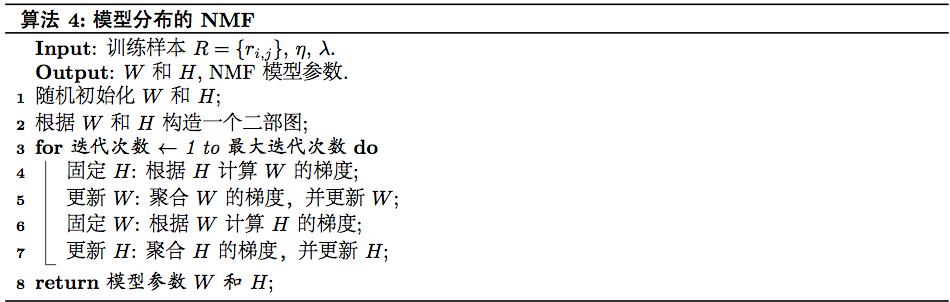 算法 4: 模型分布的 NMF
Input: 训练样本 R = {r_{i,j}}, η, λ.
Output: W 和 H, NMF 模型参数.
1 随机初始化 W 和 H;
2 根据 W 和 H 构造一个二部图;
3 for 迭代次数 ← 1 to 最大迭代次数 do
4 固定 H: 根据 H 计算 W 的梯度;
5 更新 W: 聚合 W 的梯度，并更新 W;
6 固定 W: 根据 W 计算 H 的梯度;
7 更新 H: 聚合 H 的梯度，并更新 H;
8 return 模型参数 W 和 H;